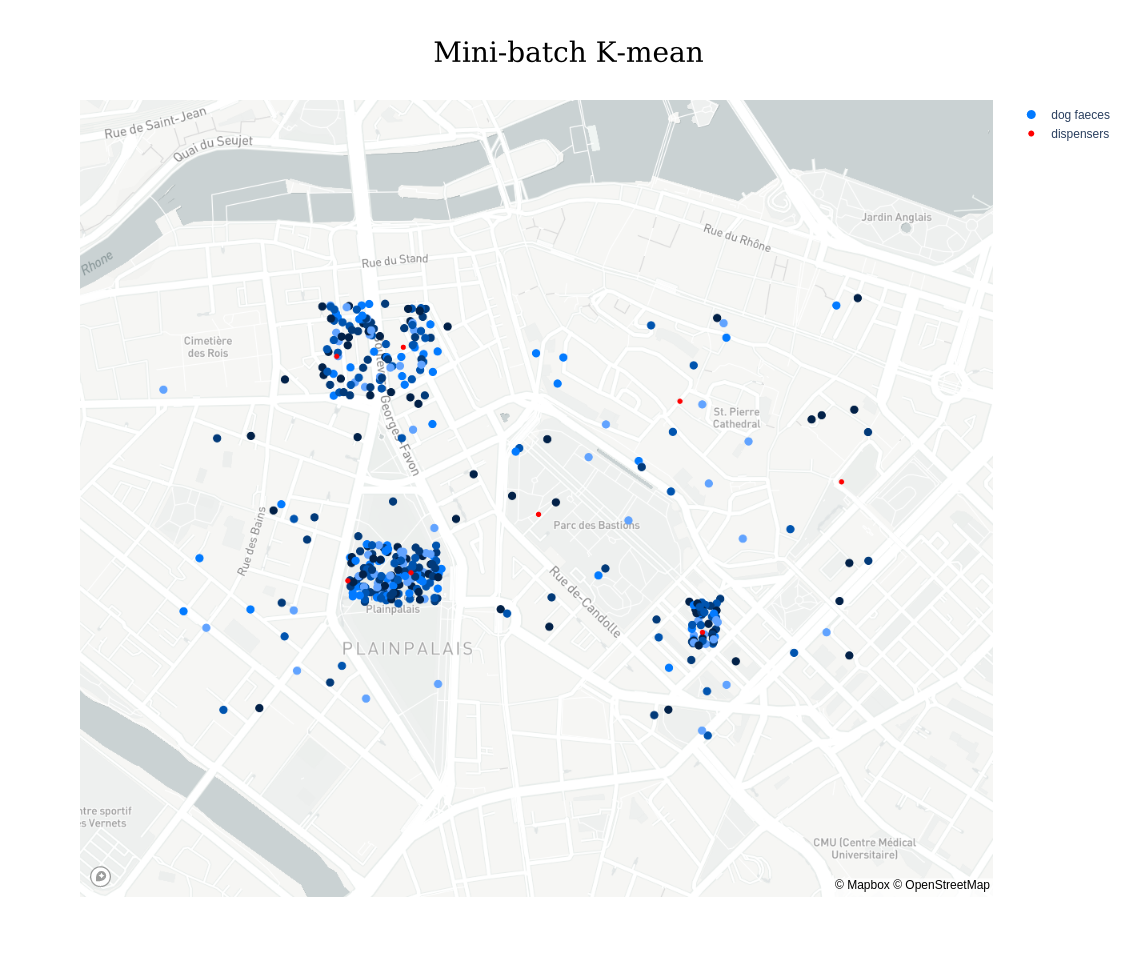 Mini-batch K-mean
dog faeces
dispensers
Rue de Saint-Jean
Quai du Seujet
Rhone
Rue du Stand
Rue du Rhône
Jardin Anglais
Cimetière
des Rois
Georges-Favon
St. Pierre
Cathedral
Rue des Bains
Parc des Bastions
Rue de-Candolle
Plainpalais
PLAINPALAIS
ntre sportif
s Vernets
CMU (Centre Médical
Universitaire)
© Mapbox © OpenStreetMap